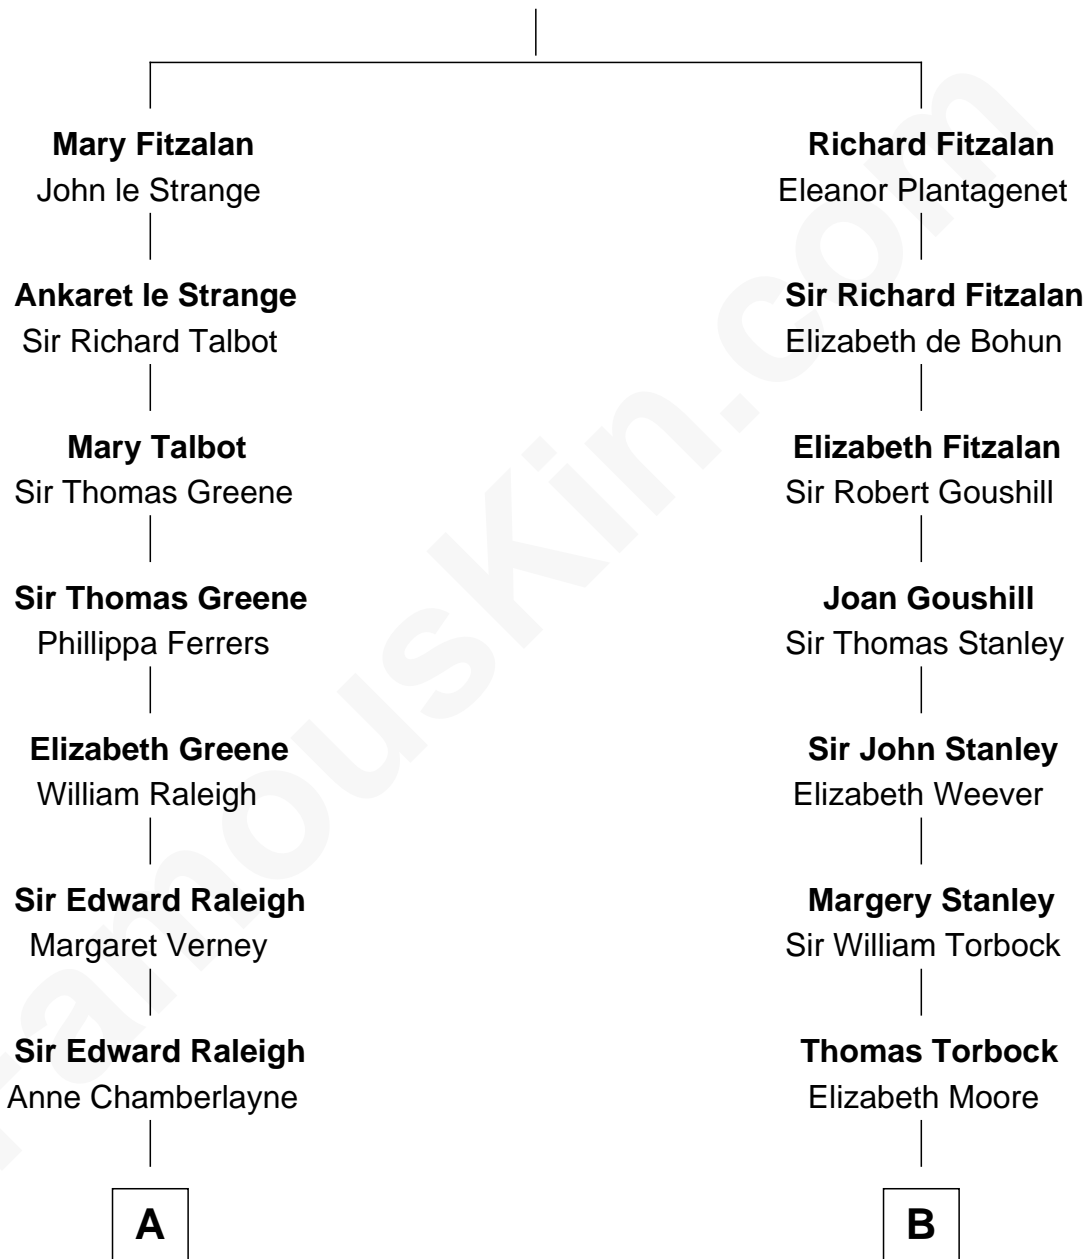 Mary Fitzalan
John le Strange
Ankaret le Strange
Sir Richard Talbot
Mary Talbot
Sir Thomas Greene
Sir Thomas Greene
Phillippa Ferrers
Elizabeth Greene
William Raleigh
Sir Edward Raleigh
Margaret Verney
Sir Edward Raleigh
Anne Chamberlayne
A
Richard Fitzalan
Eleanor Plantagenet
Sir Richard Fitzalan
Elizabeth de Bohun
Elizabeth Fitzalan
Sir Robert Goushill
Joan Goushill
Sir Thomas Stanley
Sir John Stanley
Elizabeth Weever
Margery Stanley
Sir William Torbock
Thomas Torbock
Elizabeth Moore
B
FamousKin.com